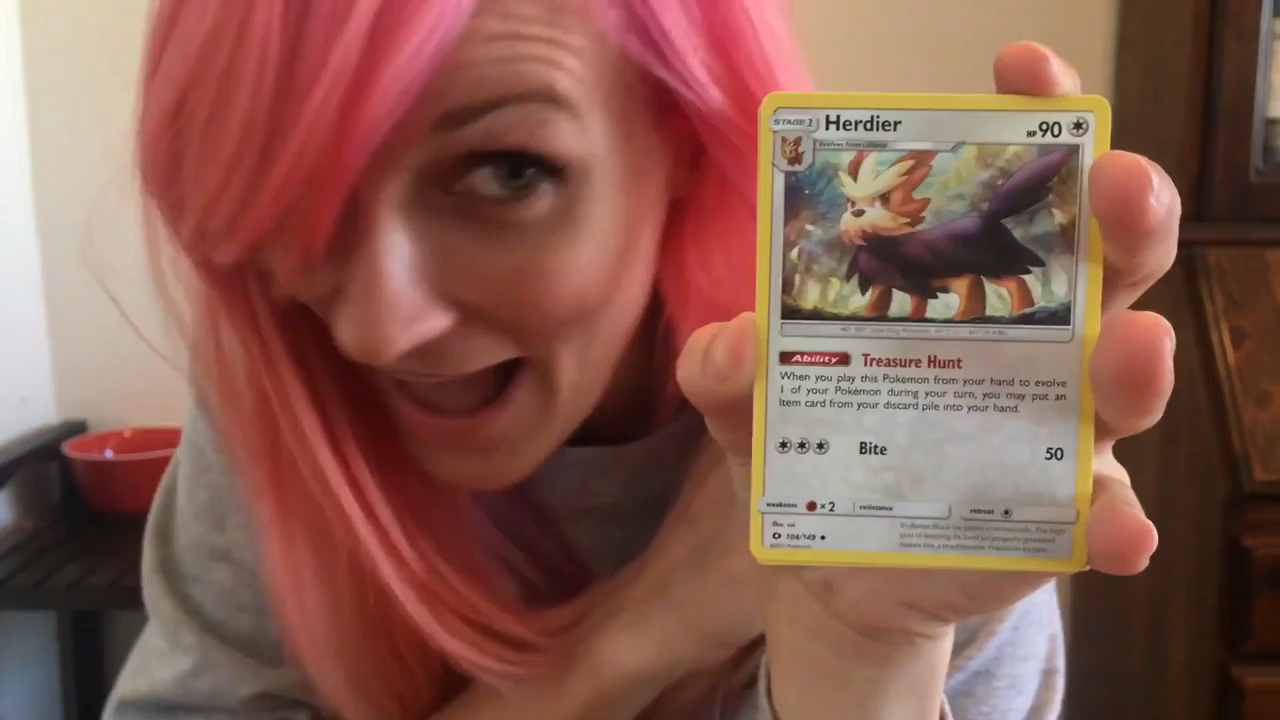 STAGE 1 Herdier HP 90
Evolves from Lillipup
Ability Treasure Hunt
When you play this Pokémon from your hand to evolve
1 of your Pokémon during your turn, you may put an
Item card from your discard pile into your hand.
Bite 50
weakness ×2 resistance retreat
104/149